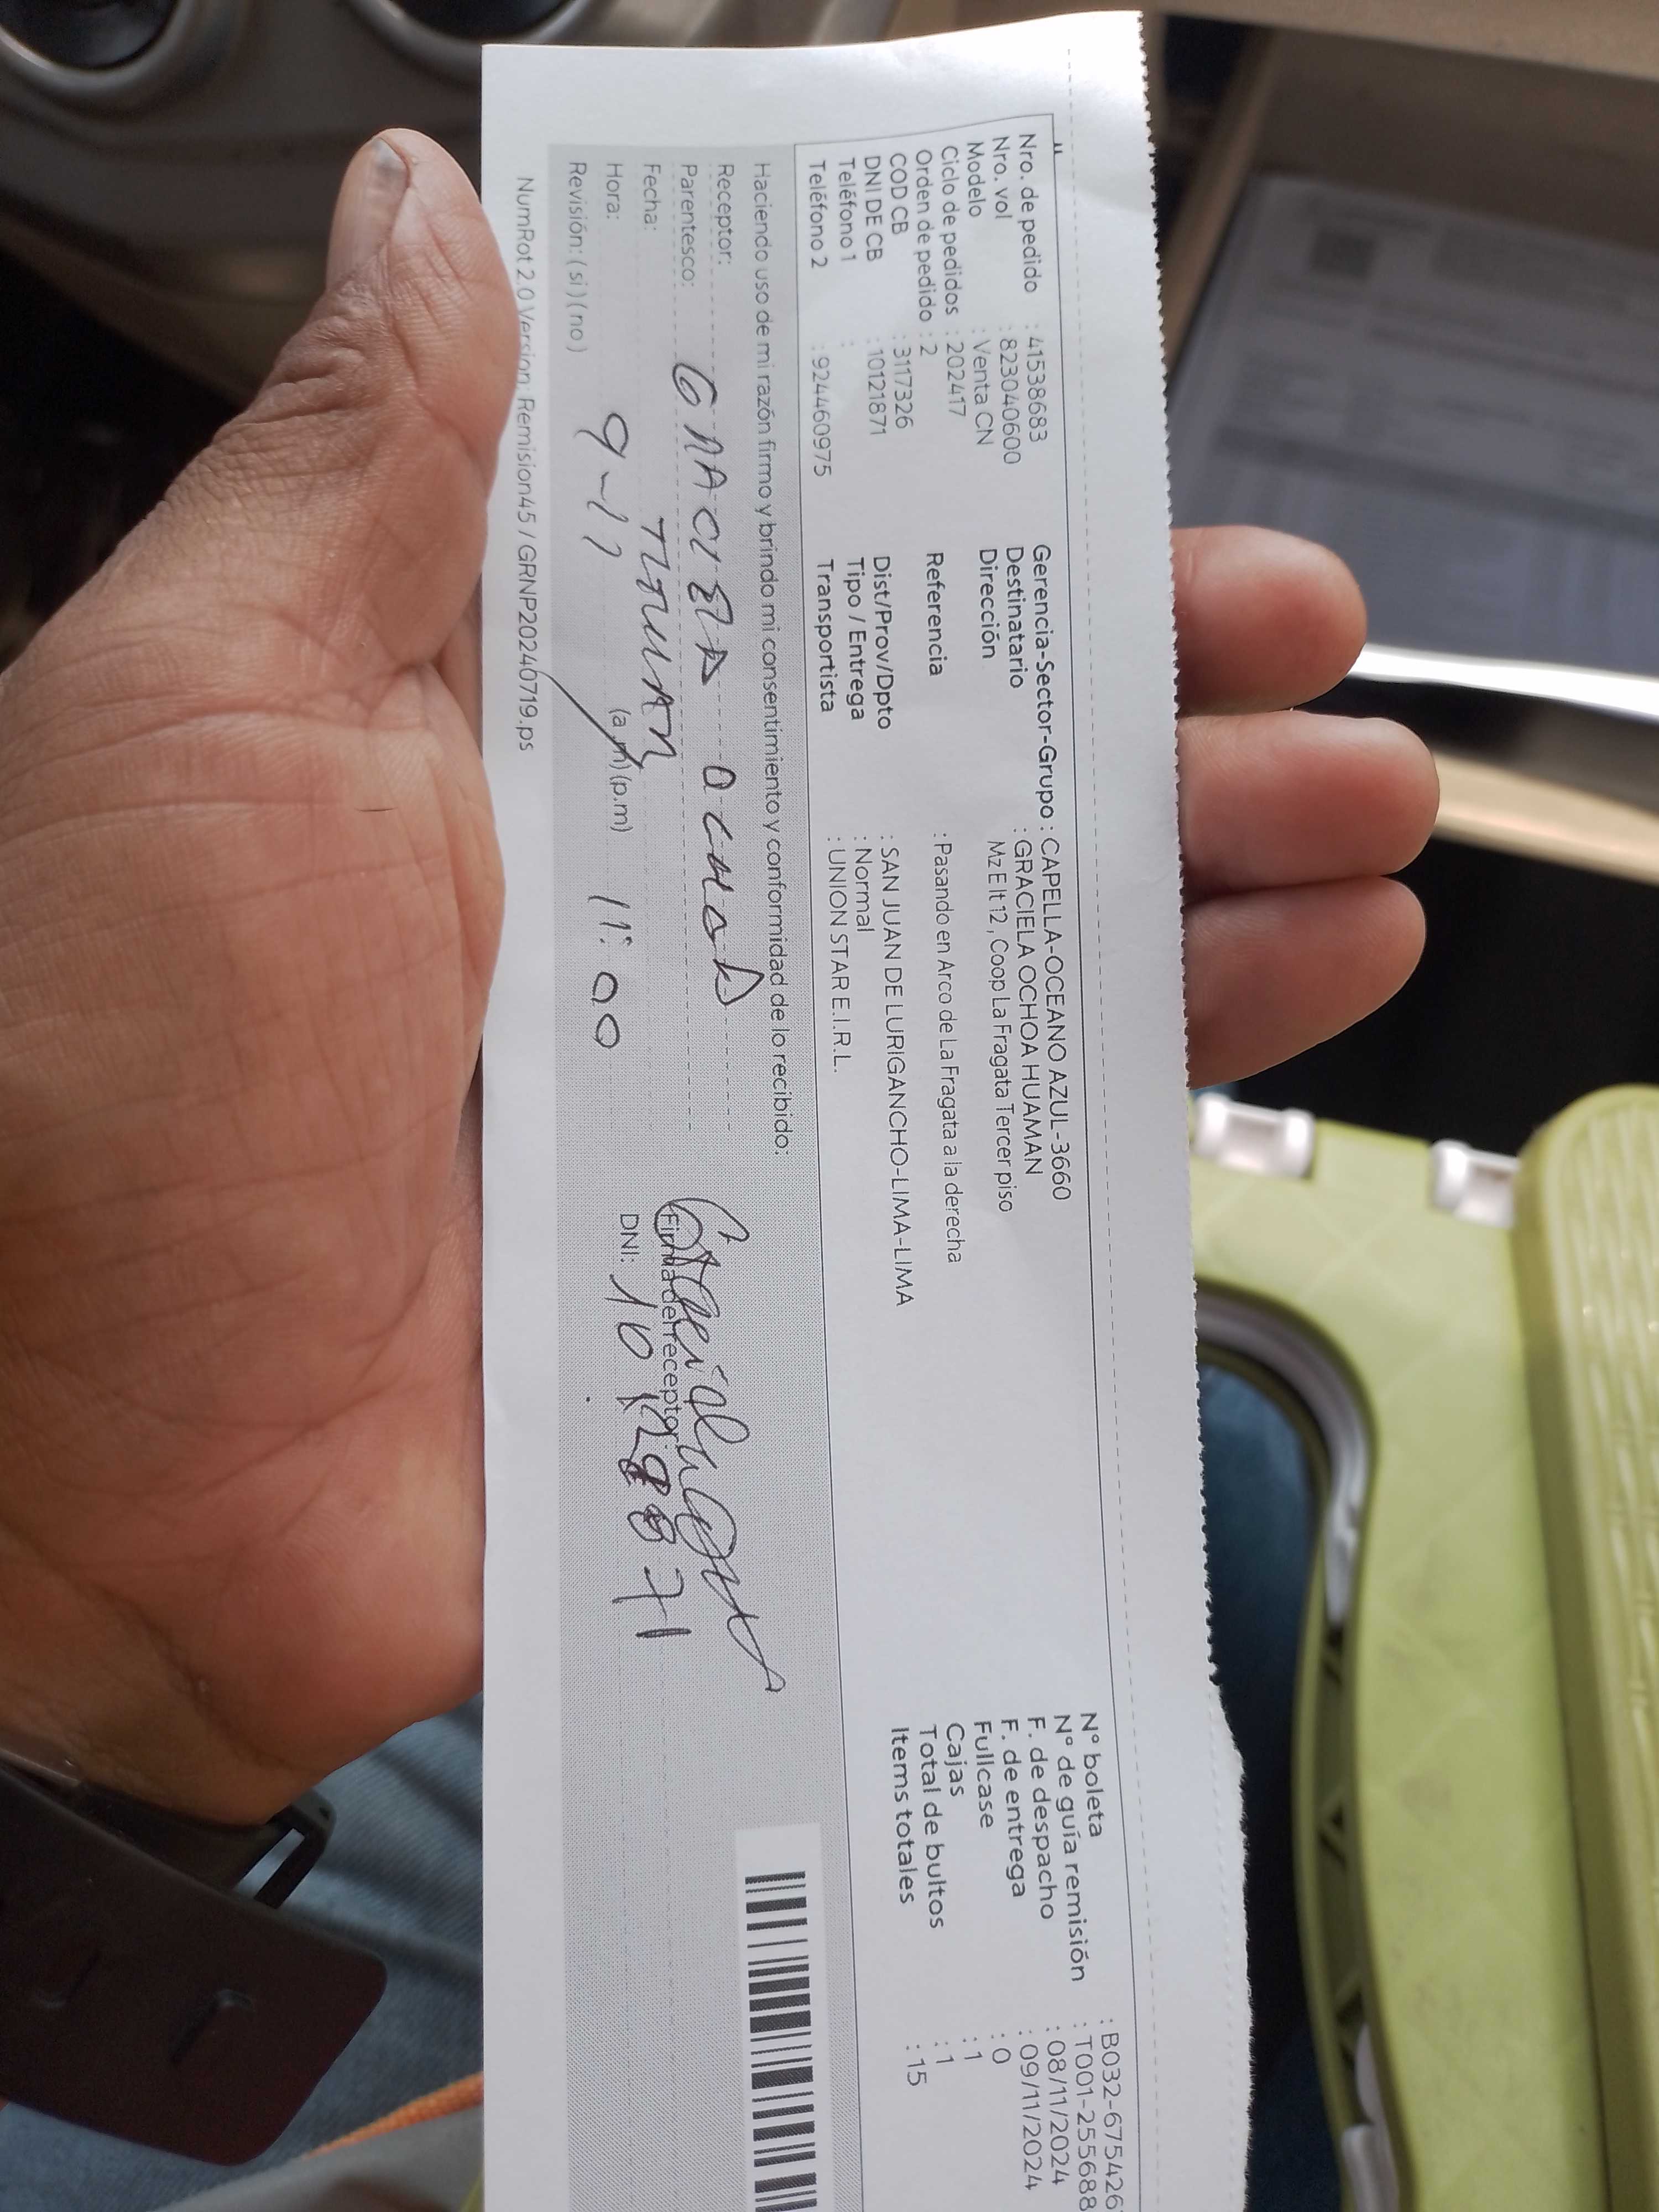 Nro. de pedido : 41538683
Nro. vol : 823040600
Modelo : Venta CN
Ciclo de pedidos : 202417
Orden de pedido : 2
COD CB : 3117326
DNI DE CB : 10121871
Teléfono 1 :
Teléfono 2 : 924460975
Gerencia-Sector-Grupo : CAPELLA-OCEANO AZUL-3660
Destinatario : GRACIELA OCHOA HUAMAN
Dirección Mz E lt 12 , Coop La Fragata Tercer piso
Referencia : Pasando en Arco de La Fragata a la derecha
Dist/Prov/Dpto : SAN JUAN DE LURIGANCHO-LIMA-LIMA
Tipo / Entrega : Normal
Transportista : UNION STAR E.I.R.L.
N° boleta : B032-675426
N° de guía remisión : T001-255688
F. de despacho : 08/11/2024
F. de entrega : 09/11/2024
Fullcase : 0
Cajas : 1
Total de bultos : 1
Items totales : 15
Haciendo uso de mi razón firmo y brindo mi consentimiento y conformidad de lo recibido:
Receptor: GRACIELA OCHOA
Parentesco: TITULAR
Fecha: 9-11
Hora: (a.m) (p.m) 11:00
Revisión: ( si ) ( no )
Firma del receptor
DNI: 10121871
NumRot 2.0 Version: Remision45 / GRNP20240719.ps